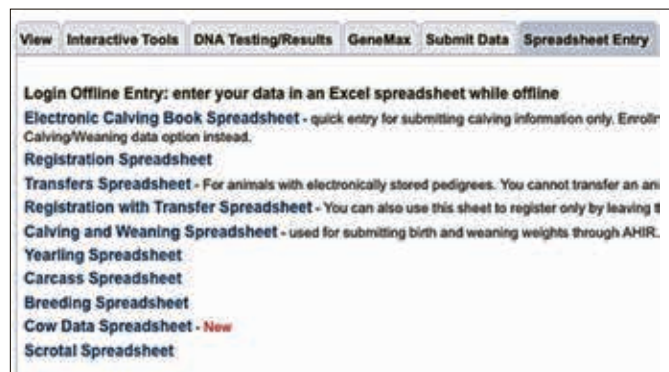 View Interactive Tools DNA Testing/Results GeneMax Submit Data Spreadsheet Entry
Login Offline Entry: enter your data in an Excel spreadsheet while offline
Electronic Calving Book Spreadsheet - quick entry for submitting calving information only.
Calving/Weaning data option instead.
Registration Spreadsheet
Transfers Spreadsheet - For animals with electronically stored pedigrees. You cannot transfer an
Registration with Transfer Spreadsheet - You can also use this sheet to register only by leaving
Calving and Weaning Spreadsheet - used for submitting birth and weaning weights through AHIR.
Yearling Spreadsheet
Carcass Spreadsheet
Breeding Spreadsheet
Cow Data Spreadsheet - New
Scrotal Spreadsheet